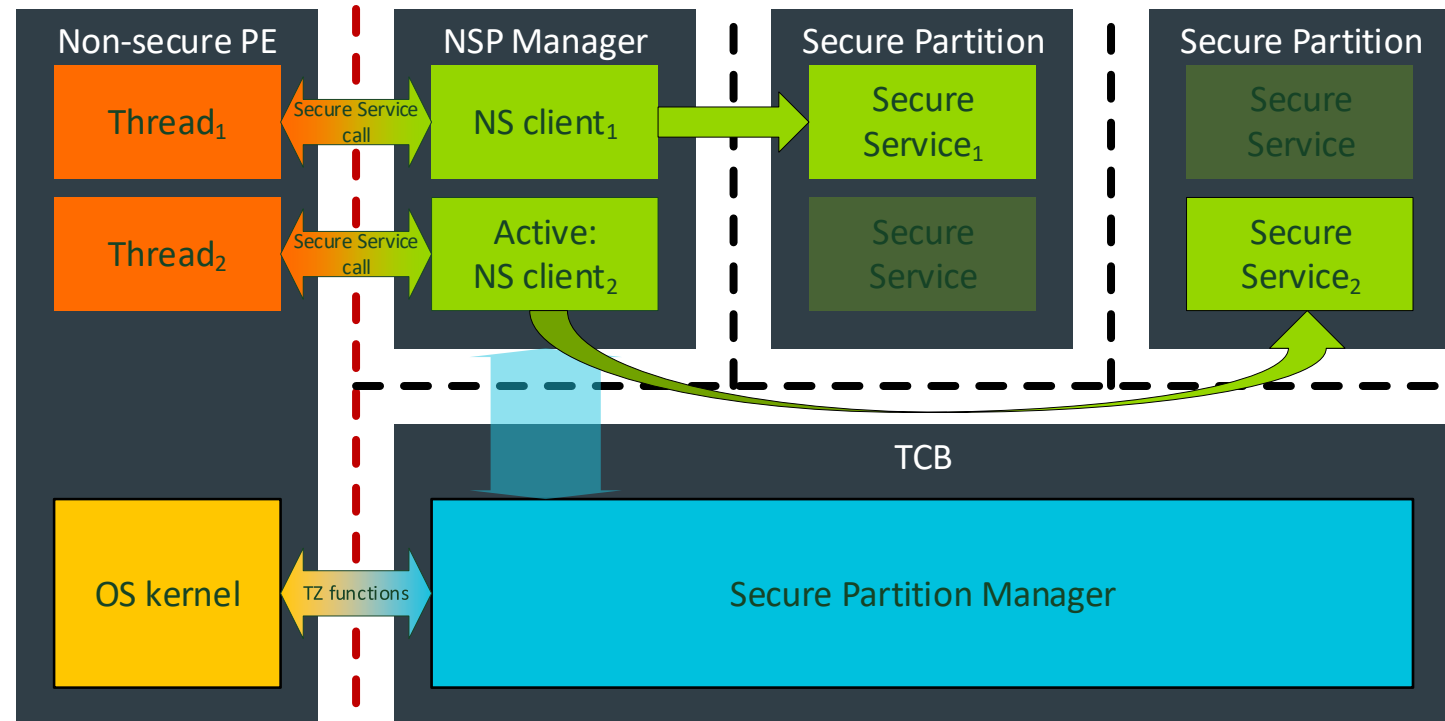 Non-secure PE
NSP Manager
Secure Partition
Secure Partition
Thread₁
Secure Service
call
NS client₁
Secure
Service₁
Secure
Service
Thread₂
Secure Service
call
Active:
NS client₂
Secure
Service
Secure
Service₂
TCB
OS kernel
TZ functions
Secure Partition Manager